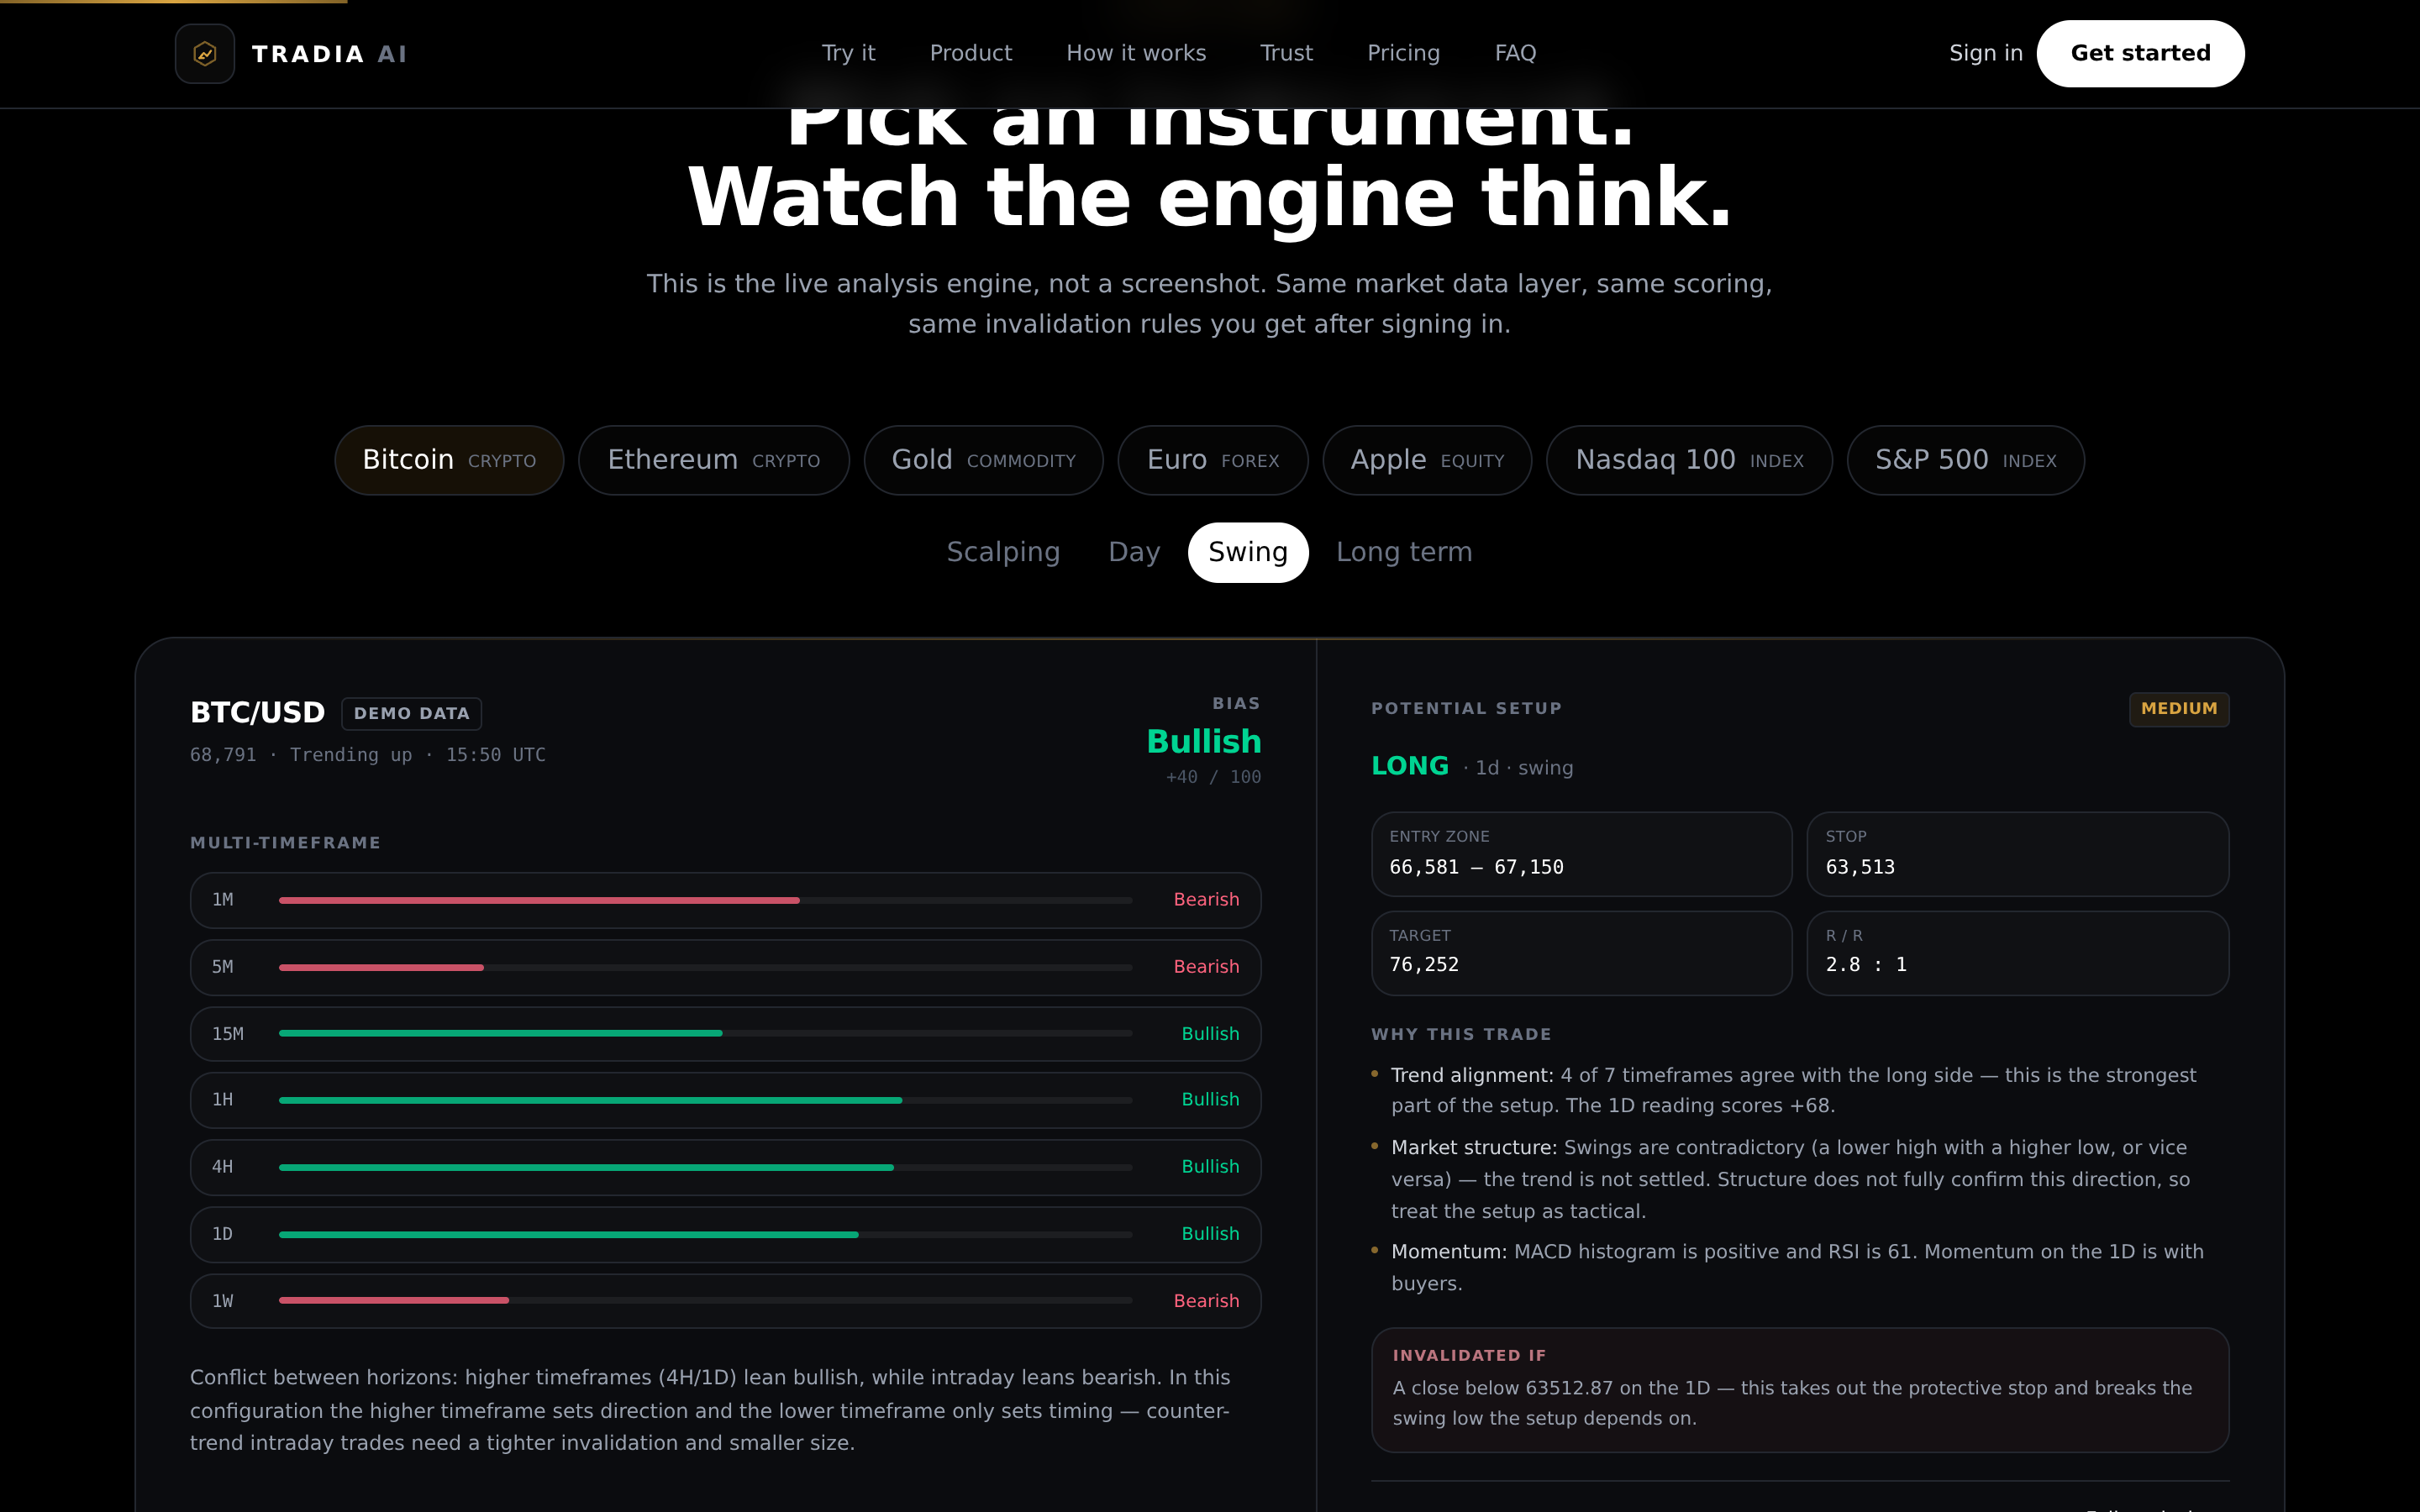 TRADIA AI
Try it
Product
How it works
Trust
Pricing
FAQ
Sign in
Get started
Pick an instrument.
Watch the engine think.
This is the live analysis engine, not a screenshot. Same market data layer, same scoring,
same invalidation rules you get after signing in.
Bitcoin CRYPTO
Ethereum CRYPTO
Gold COMMODITY
Euro FOREX
Apple EQUITY
Nasdaq 100 INDEX
S&P 500 INDEX
Scalping
Day
Swing
Long term
BTC/USD DEMO DATA
68,791 · Trending up · 15:50 UTC
BIAS
Bullish
+40 / 100
MULTI-TIMEFRAME
1M Bearish
5M Bearish
15M Bullish
1H Bullish
4H Bullish
1D Bullish
1W Bearish
Conflict between horizons: higher timeframes (4H/1D) lean bullish, while intraday leans bearish. In this
configuration the higher timeframe sets direction and the lower timeframe only sets timing — counter-
trend intraday trades need a tighter invalidation and smaller size.
POTENTIAL SETUP
MEDIUM
LONG · 1d · swing
ENTRY ZONE
66,581 — 67,150
STOP
63,513
TARGET
76,252
R / R
2.8 : 1
WHY THIS TRADE
• Trend alignment: 4 of 7 timeframes agree with the long side — this is the strongest
part of the setup. The 1D reading scores +68.
• Market structure: Swings are contradictory (a lower high with a higher low, or vice
versa) — the trend is not settled. Structure does not fully confirm this direction, so
treat the setup as tactical.
• Momentum: MACD histogram is positive and RSI is 61. Momentum on the 1D is with
buyers.
INVALIDATED IF
A close below 63512.87 on the 1D — this takes out the protective stop and breaks the
swing low the setup depends on.